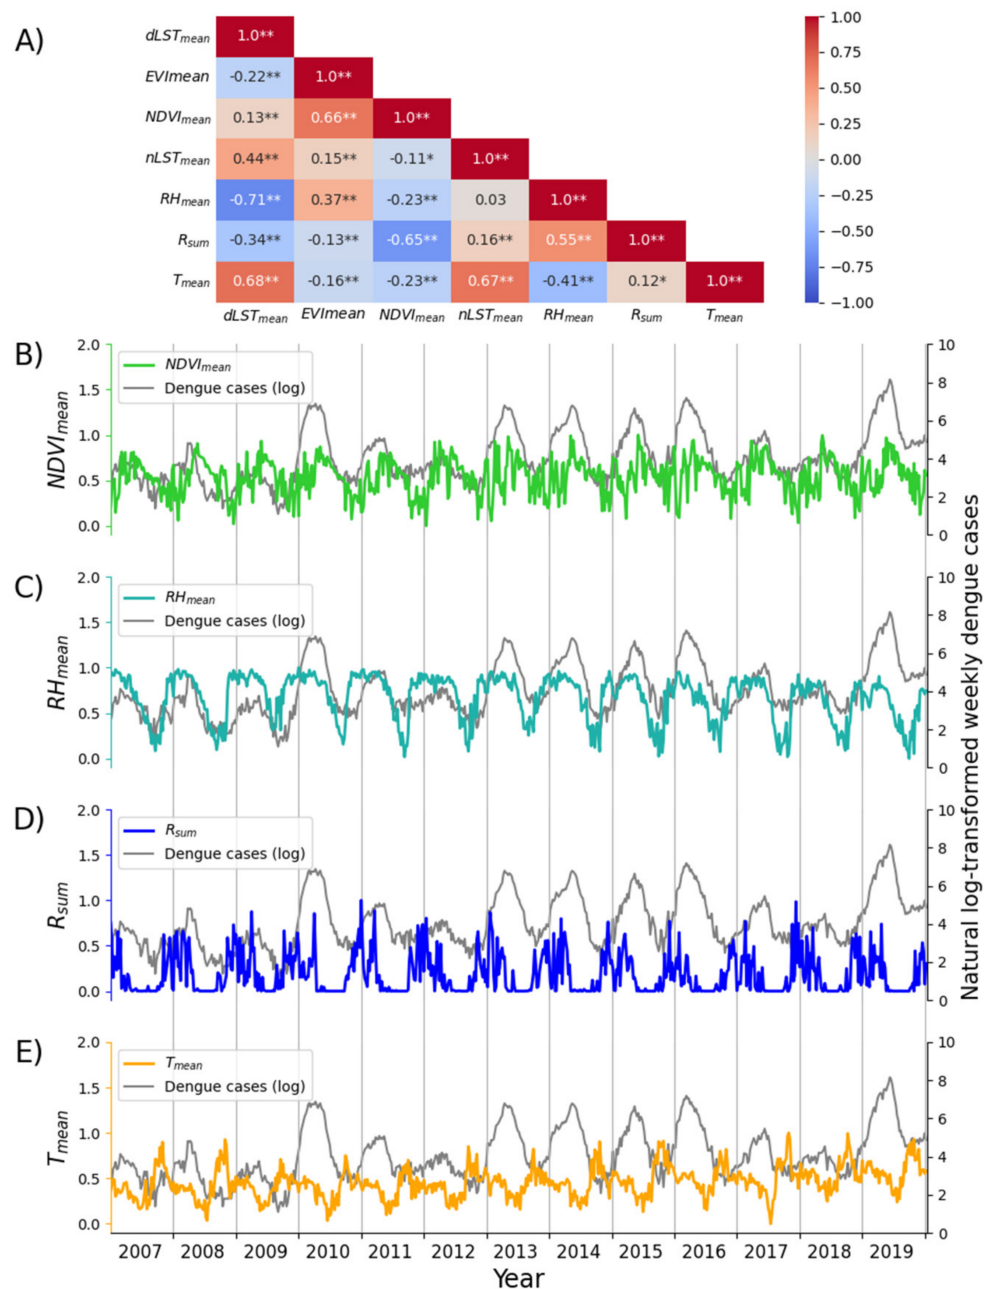 A)
dLSTmean 1.0** 1.00
EVImean -0.22** 1.0** 0.75
NDVImean 0.13** 0.66** 1.0** 0.50
0.25
nLSTmean 0.44** 0.15** -0.11* 1.0** 0.00
RHmean -0.71** 0.37** -0.23** 0.03 1.0** -0.25
Rsum -0.34** -0.13** -0.65** 0.16** 0.55** 1.0** -0.50
-0.75
Tmean 0.68** -0.16** -0.23** 0.67** -0.41** 0.12* 1.0** -1.00
dLSTmean EVImean NDVImean nLSTmean RHmean Rsum Tmean
B)
NDVImean
2.0
1.5
1.0
0.5
0.0
NDVImean
Dengue cases (log)
10
8
6
4
2
0
C)
RHmean
2.0
1.5
1.0
0.5
0.0
RHmean
Dengue cases (log)
10
8
6
4
2
0
D)
Rsum
2.0
1.5
1.0
0.5
0.0
Rsum
Dengue cases (log)
10
8
6
4
2
0
E)
Tmean
2.0
1.5
1.0
0.5
0.0
Tmean
Dengue cases (log)
10
8
6
4
2
0
Natural log-transformed weekly dengue cases
2007 2008 2009 2010 2011 2012 2013 2014 2015 2016 2017 2018 2019
Year